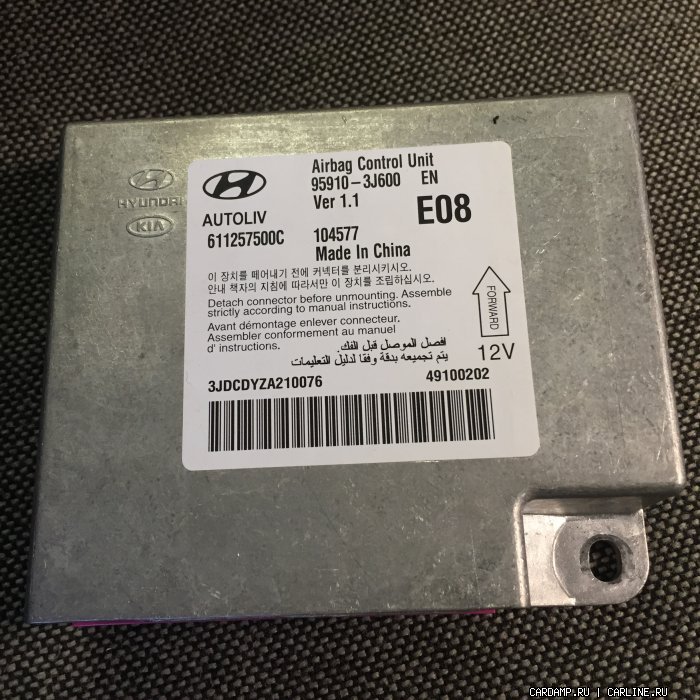 HYUNDAI
KIA
Airbag Control Unit
95910-3J600 EN
Ver 1.1
E08
AUTOLIV
611257500C 104577
Made In China
이 장치를 떼어내기 전에 커넥터를 분리시키시오.
안내 책자의 지침에 따라서만 이 장치를 조립하십시오.
Detach connector before unmounting. Assemble
strictly according to manual instructions.
Avant démontage enlever connecteur.
Assembler conformement au manuel
d' instructions.
افصل الموصل قبل الفك.
يتم تجميعه بدقة وفقا لدليل التعليمات
FORWARD
12V
3JDCDYZA210076 49100202
CARDAMP.RU | CARLINE.RU